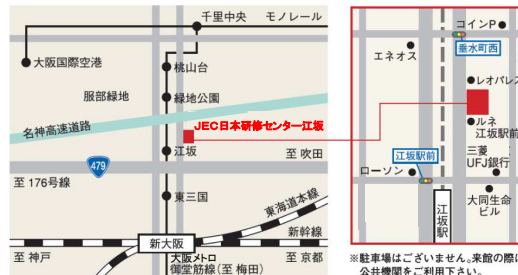 千里中央
モノレール
大阪国際空港
桃山台
服部緑地
緑地公園
名神高速道路
JEC日本研修センター江坂
江坂
至 吹田
479
至 176号線
東三国
東海道本線
新大阪
新幹線
至 神戸
大阪メトロ
御堂筋線(至 梅田)
至 京都
コインP
垂水町西
エネオス
レオパレス
ルネ
江坂駅前
江坂駅前
三菱
UFJ銀行
ローソン
江坂駅
大同生命
ビル
※駐車場はございません。来館の際に
公共機関をご利用下さい。